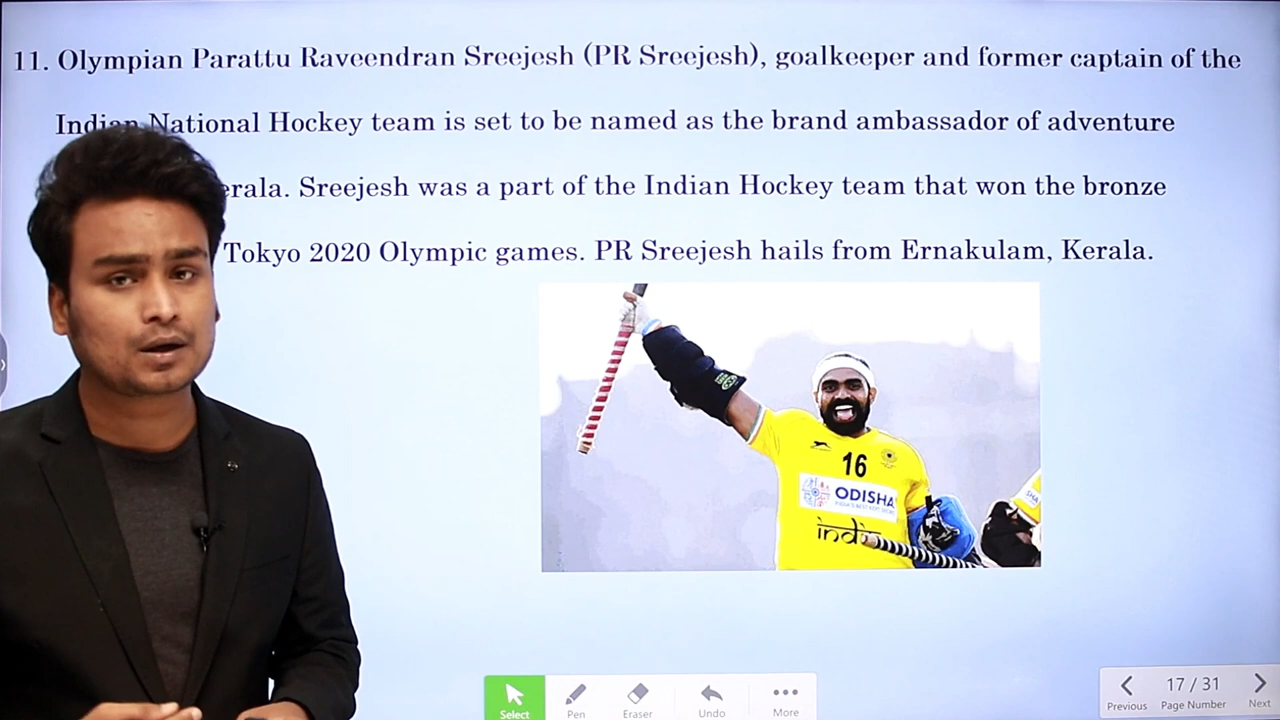 11. Olympian Parattu Raveendran Sreejesh (PR Sreejesh), goalkeeper and former captain of the
Indian National Hockey team is set to be named as the brand ambassador of adventure
erala. Sreejesh was a part of the Indian Hockey team that won the bronze
Tokyo 2020 Olympic games. PR Sreejesh hails from Ernakulam, Kerala.
16
ODISHA
india
SHA
Select
Pen
Eraser
Undo
More
17 / 31
Previous
Page Number
Next